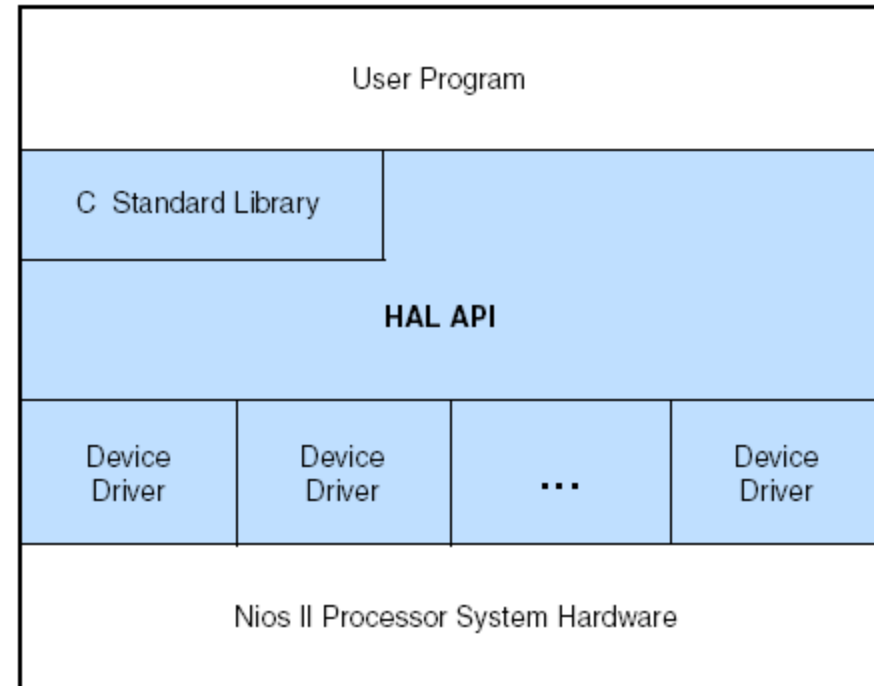 User Program
C Standard Library
HAL API
Device
Driver
Device
Driver
...
Device
Driver
Nios II Processor System Hardware